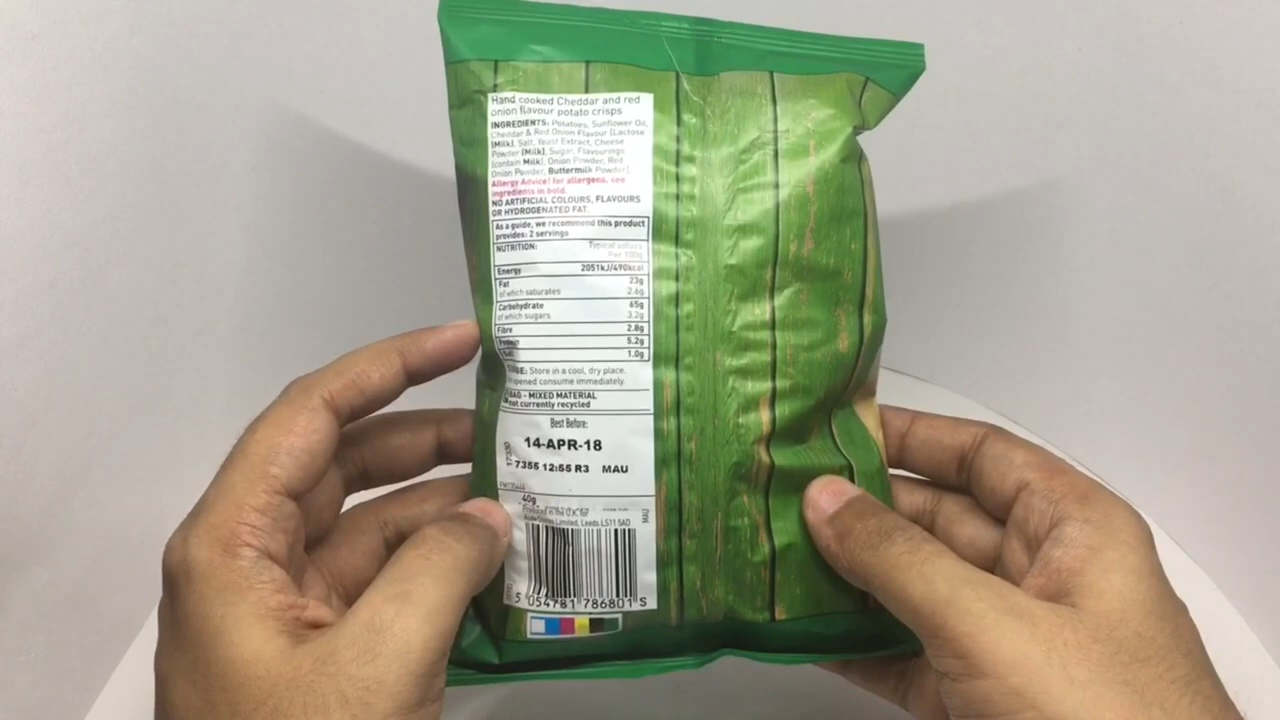 Hand cooked Cheddar and red
onion flavour potato crisps
INGREDIENTS: Potatoes, Sunflower Oil,
Cheddar & Red Onion Flavour [Lactose
(Milk), Salt, Yeast Extract, Cheese
Powder (Milk), Sugar, Flavourings
(contain Milk), Onion Powder, Red
Onion Powder, Buttermilk Powder].
Allergy Advice! for allergens, see
ingredients in bold.
NO ARTIFICIAL COLOURS, FLAVOURS
OR HYDROGENATED FAT.
As a guide, we recommend this product
provides: 2 servings
NUTRITION: Typical values
Per 100g
Energy 2051kJ/490kcal
Fat 23g
of which saturates 2.6g
Carbohydrate 65g
of which sugars 3.2g
Fibre 2.8g
Protein 5.2g
Salt 1.0g
Store in a cool, dry place.
opened consume immediately.
BAG - MIXED MATERIAL
not currently recycled
Best Before:
14-APR-18
7355 12:55 R3 MAU
17330
40g
Produced in the U.K.
Stores Limited, Leeds LS11 5AD
MAU
5 054781 786801 S